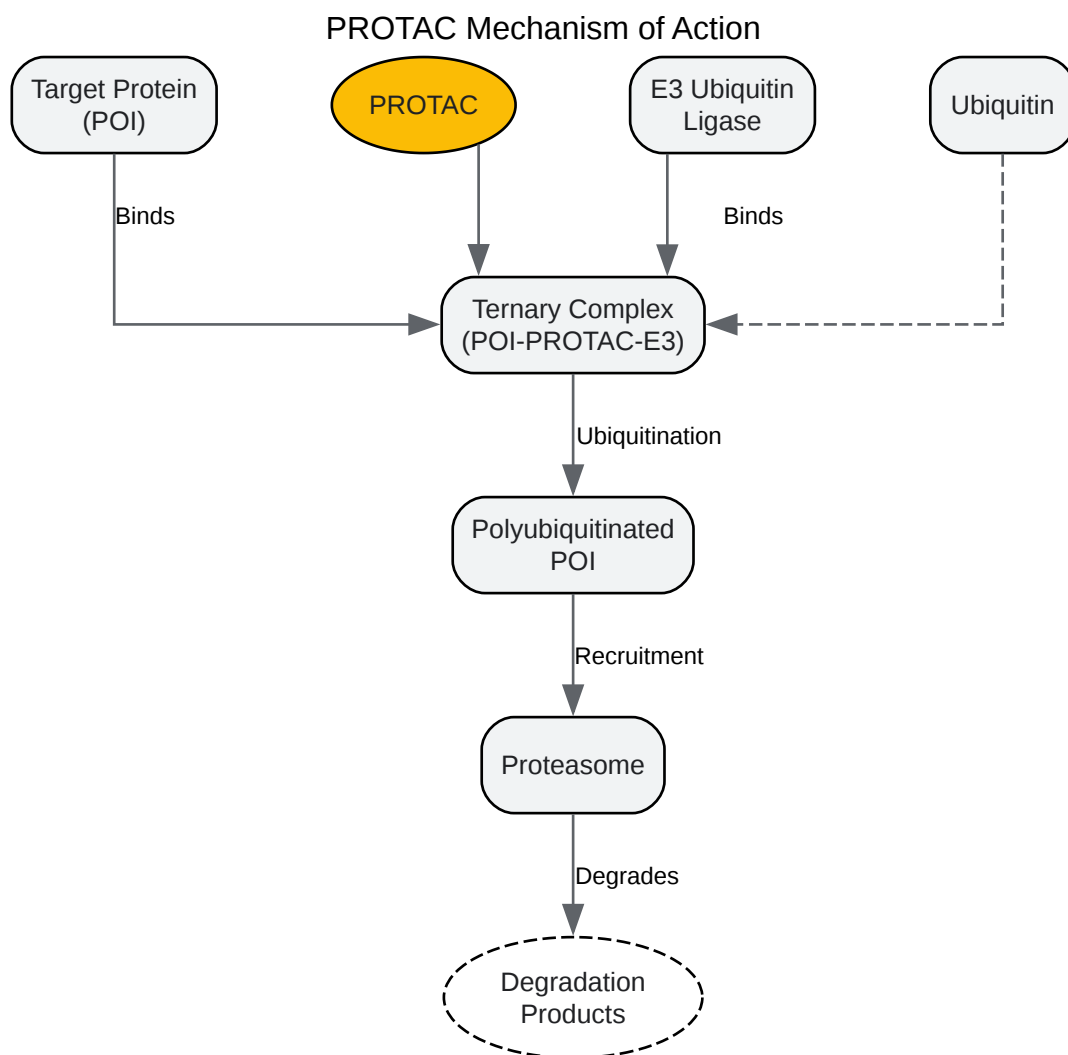 PROTAC Mechanism of Action
Target Protein
(POI)
PROTAC
E3 Ubiquitin
Ligase
Ubiquitin
Binds
Binds
Ternary Complex
(POI-PROTAC-E3)
Ubiquitination
Polyubiquitinated
POI
Recruitment
Proteasome
Degrades
Degradation
Products